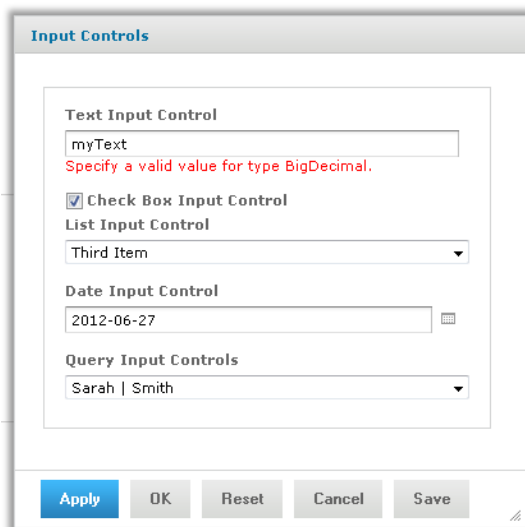 Input Controls
Text Input Control
myText
Specify a valid value for type BigDecimal.
Check Box Input Control
List Input Control
Third Item
Date Input Control
2012-06-27
Query Input Controls
Sarah | Smith
Apply OK Reset Cancel Save